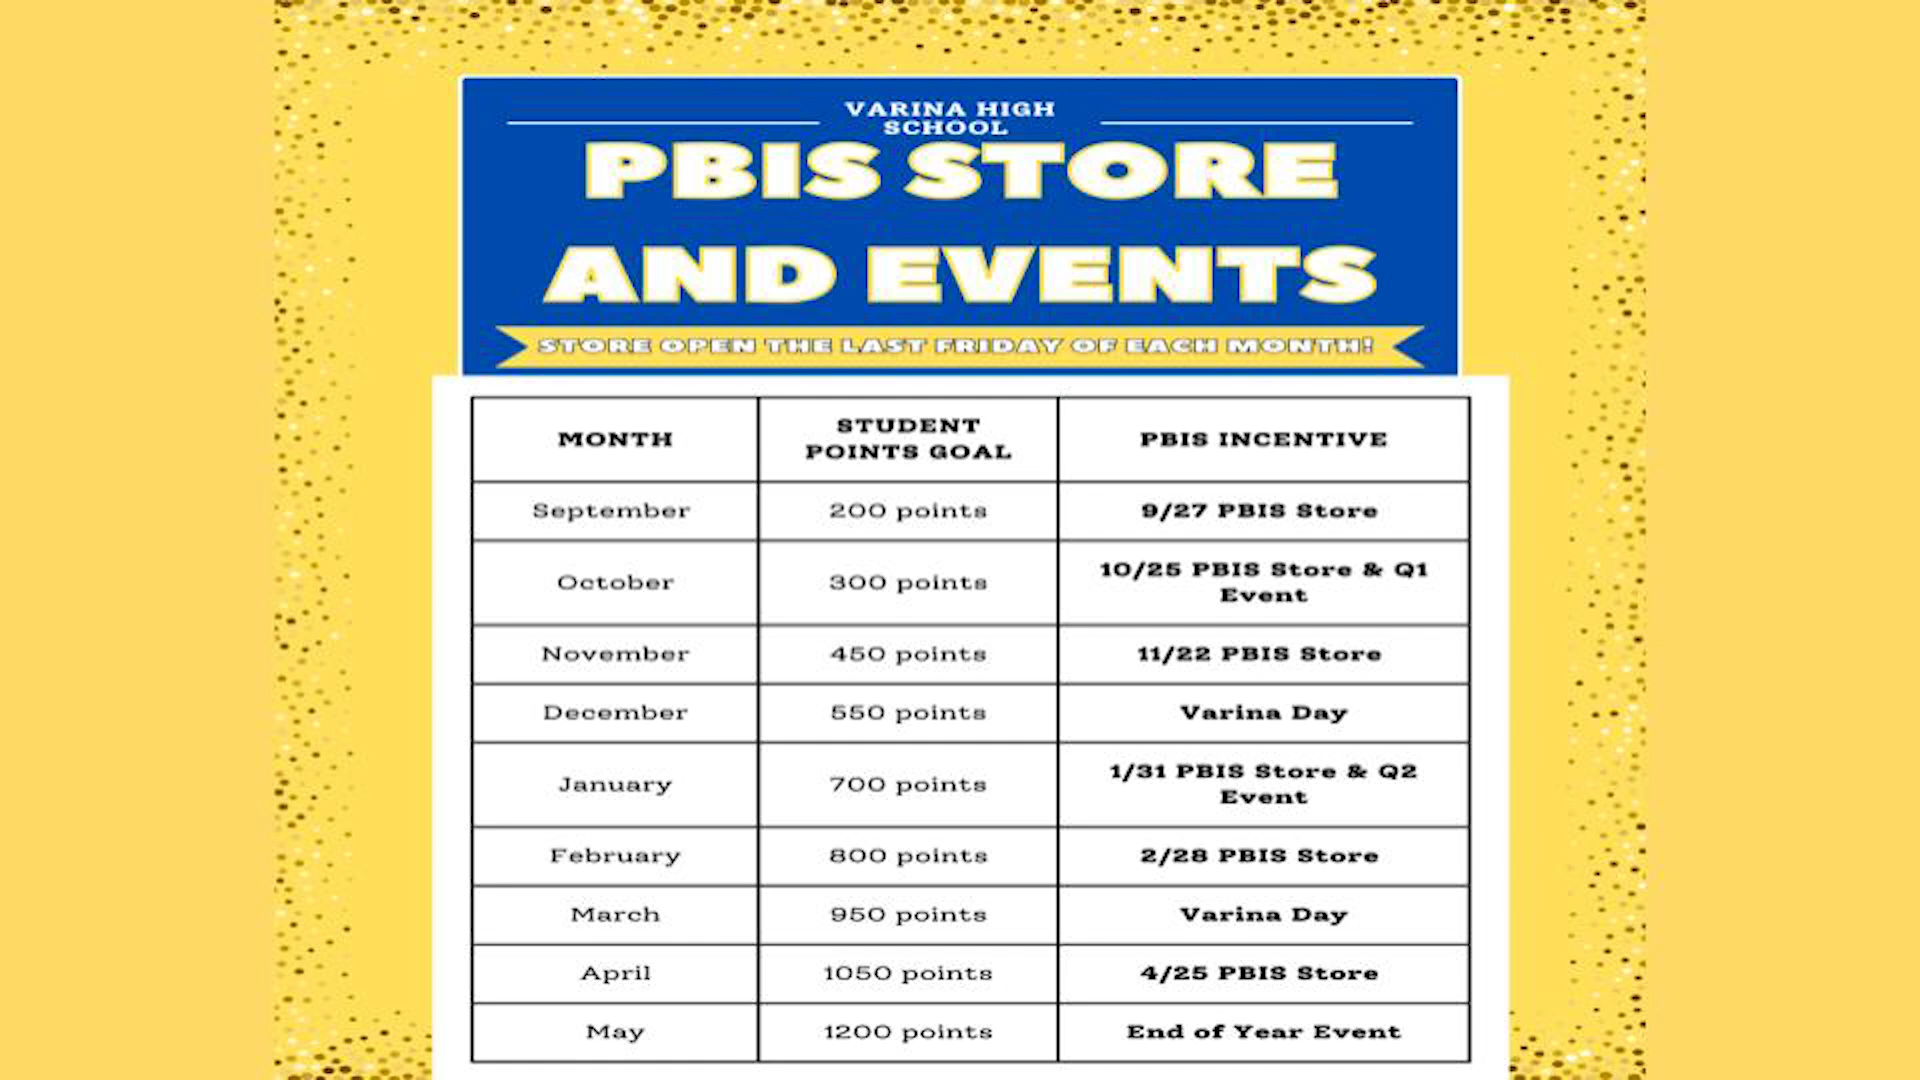 VARINA HIGH
SCHOOL
PBIS STORE
AND EVENTS
STORE OPEN THE LAST FRIDAY OF EACH MONTH!
MONTH STUDENT POINTS GOAL PBIS INCENTIVE
September 200 points 9/27 PBIS Store
October 300 points 10/25 PBIS Store & Q1 Event
November 450 points 11/22 PBIS Store
December 550 points Varina Day
January 700 points 1/31 PBIS Store & Q2 Event
February 800 points 2/28 PBIS Store
March 950 points Varina Day
April 1050 points 4/25 PBIS Store
May 1200 points End of Year Event